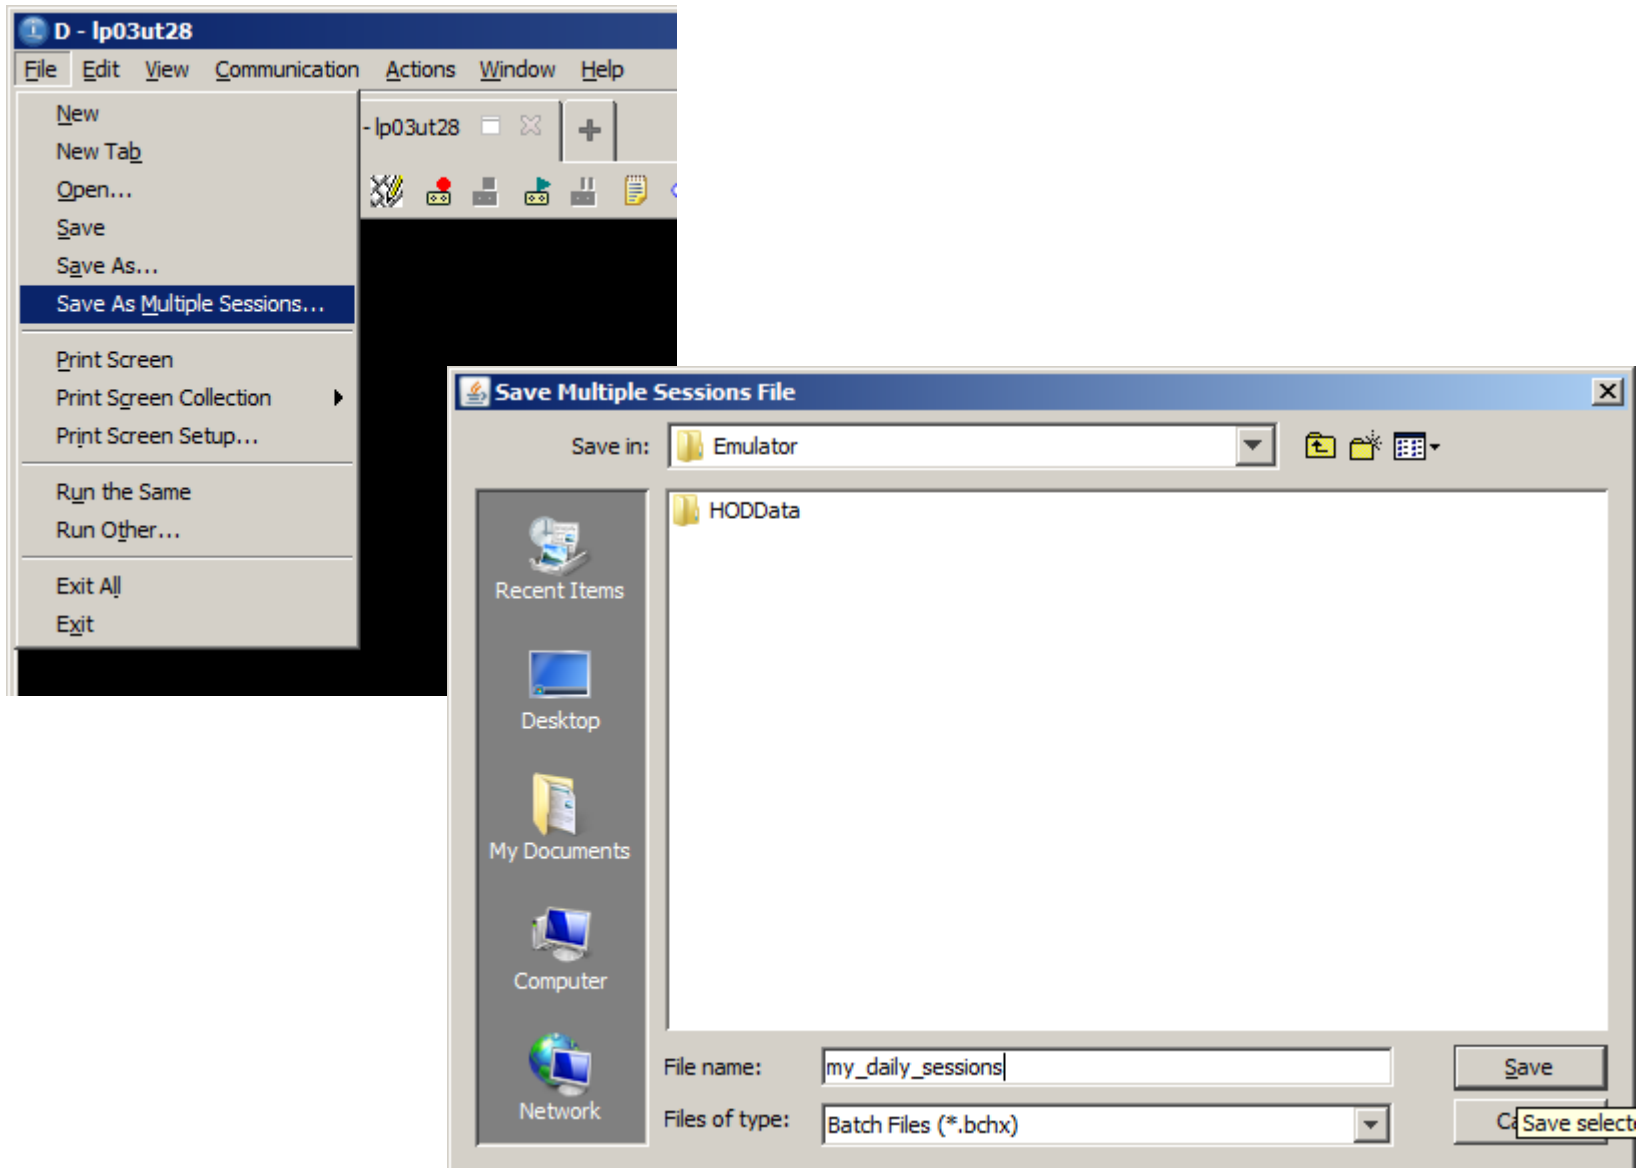 D - lp03ut28
File Edit View Communication Actions Window Help
New
New Tab
Open...
Save
Save As...
Save As Multiple Sessions...
Print Screen
Print Screen Collection
Print Screen Setup...
Run the Same
Run Other...
Exit All
Exit
- lp03ut28
Save Multiple Sessions File
Save in: Emulator
HODData
Recent Items
Desktop
My Documents
Computer
Network
File name: my_daily_sessions Save
Files of type: Batch Files (*.bchx)
Save